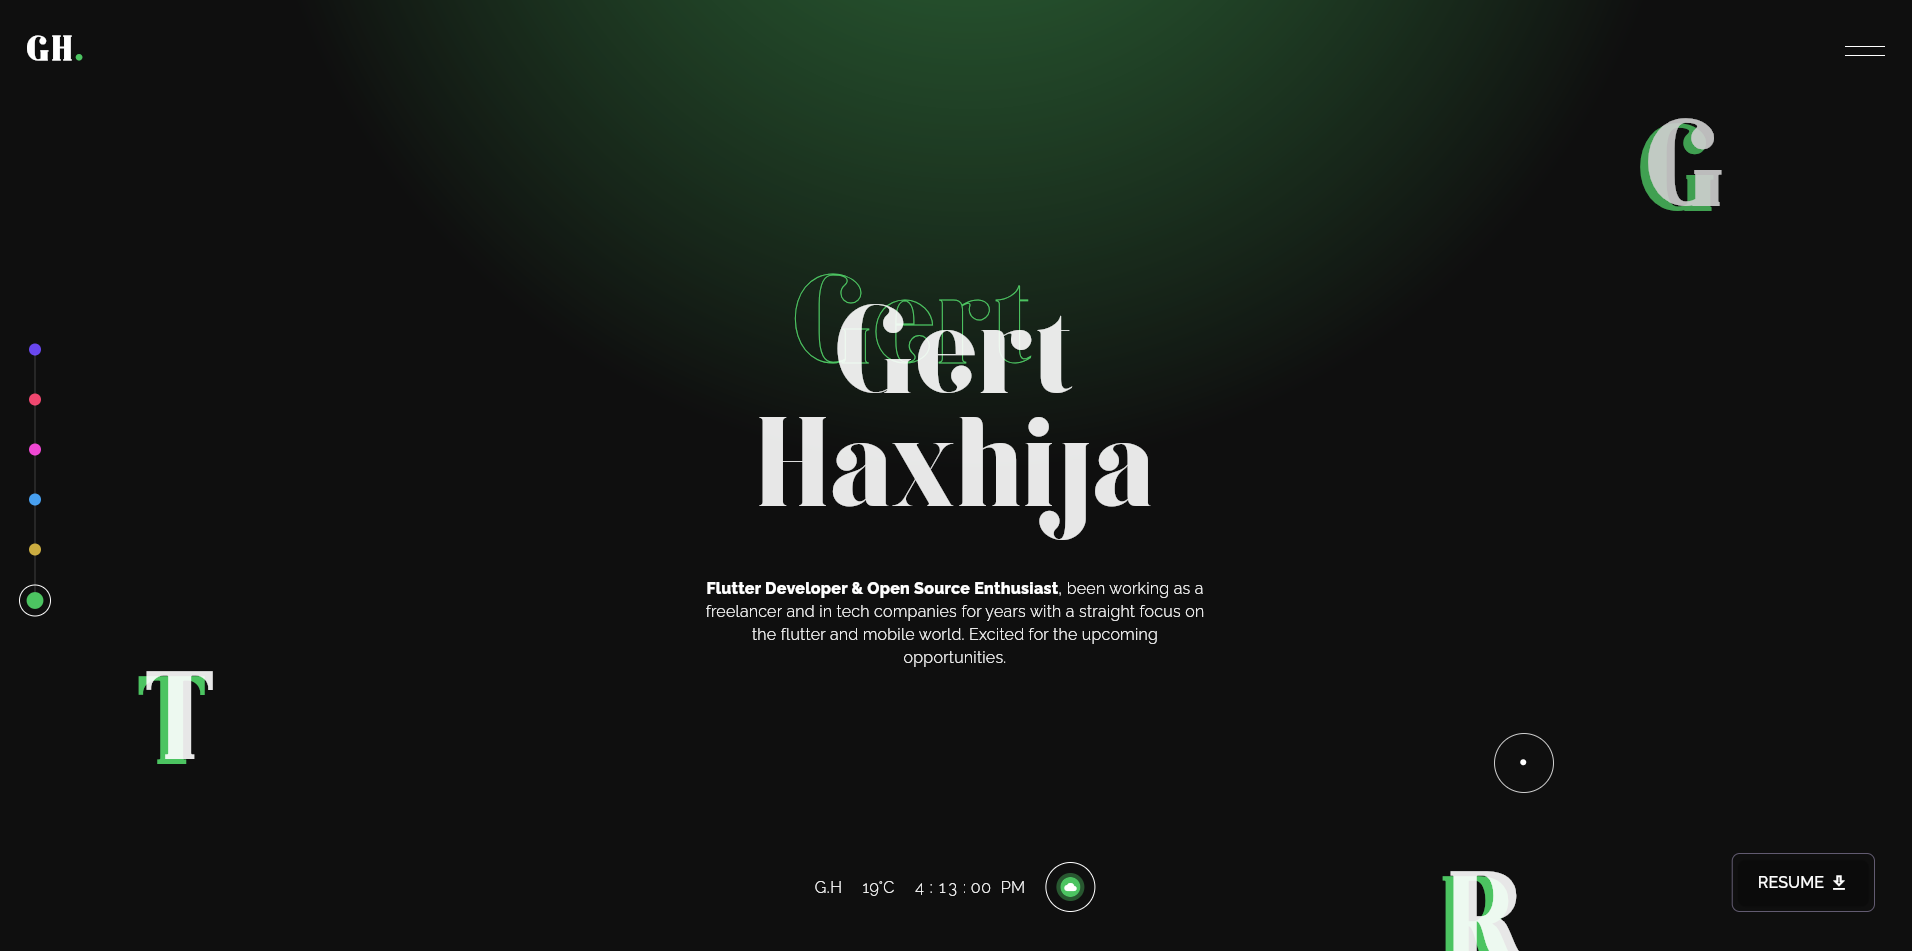 GH.
G
Gert
Gert
Haxhija
Flutter Developer & Open Source Enthusiast, been working as a
freelancer and in tech companies for years with a straight focus on
the flutter and mobile world. Excited for the upcoming
opportunities.
T
G.H 19°C 4 : 13 : 00 PM
RESUME
R